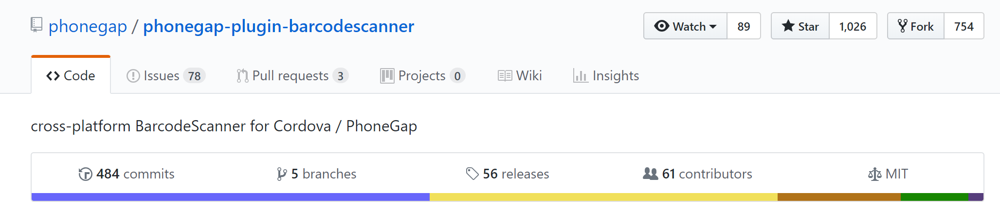 phonegap / phonegap-plugin-barcodescanner Watch 89 Star 1,026 Fork 754
Code Issues 78 Pull requests 3 Projects 0 Wiki Insights
cross-platform BarcodeScanner for Cordova / PhoneGap
484 commits 5 branches 56 releases 61 contributors MIT